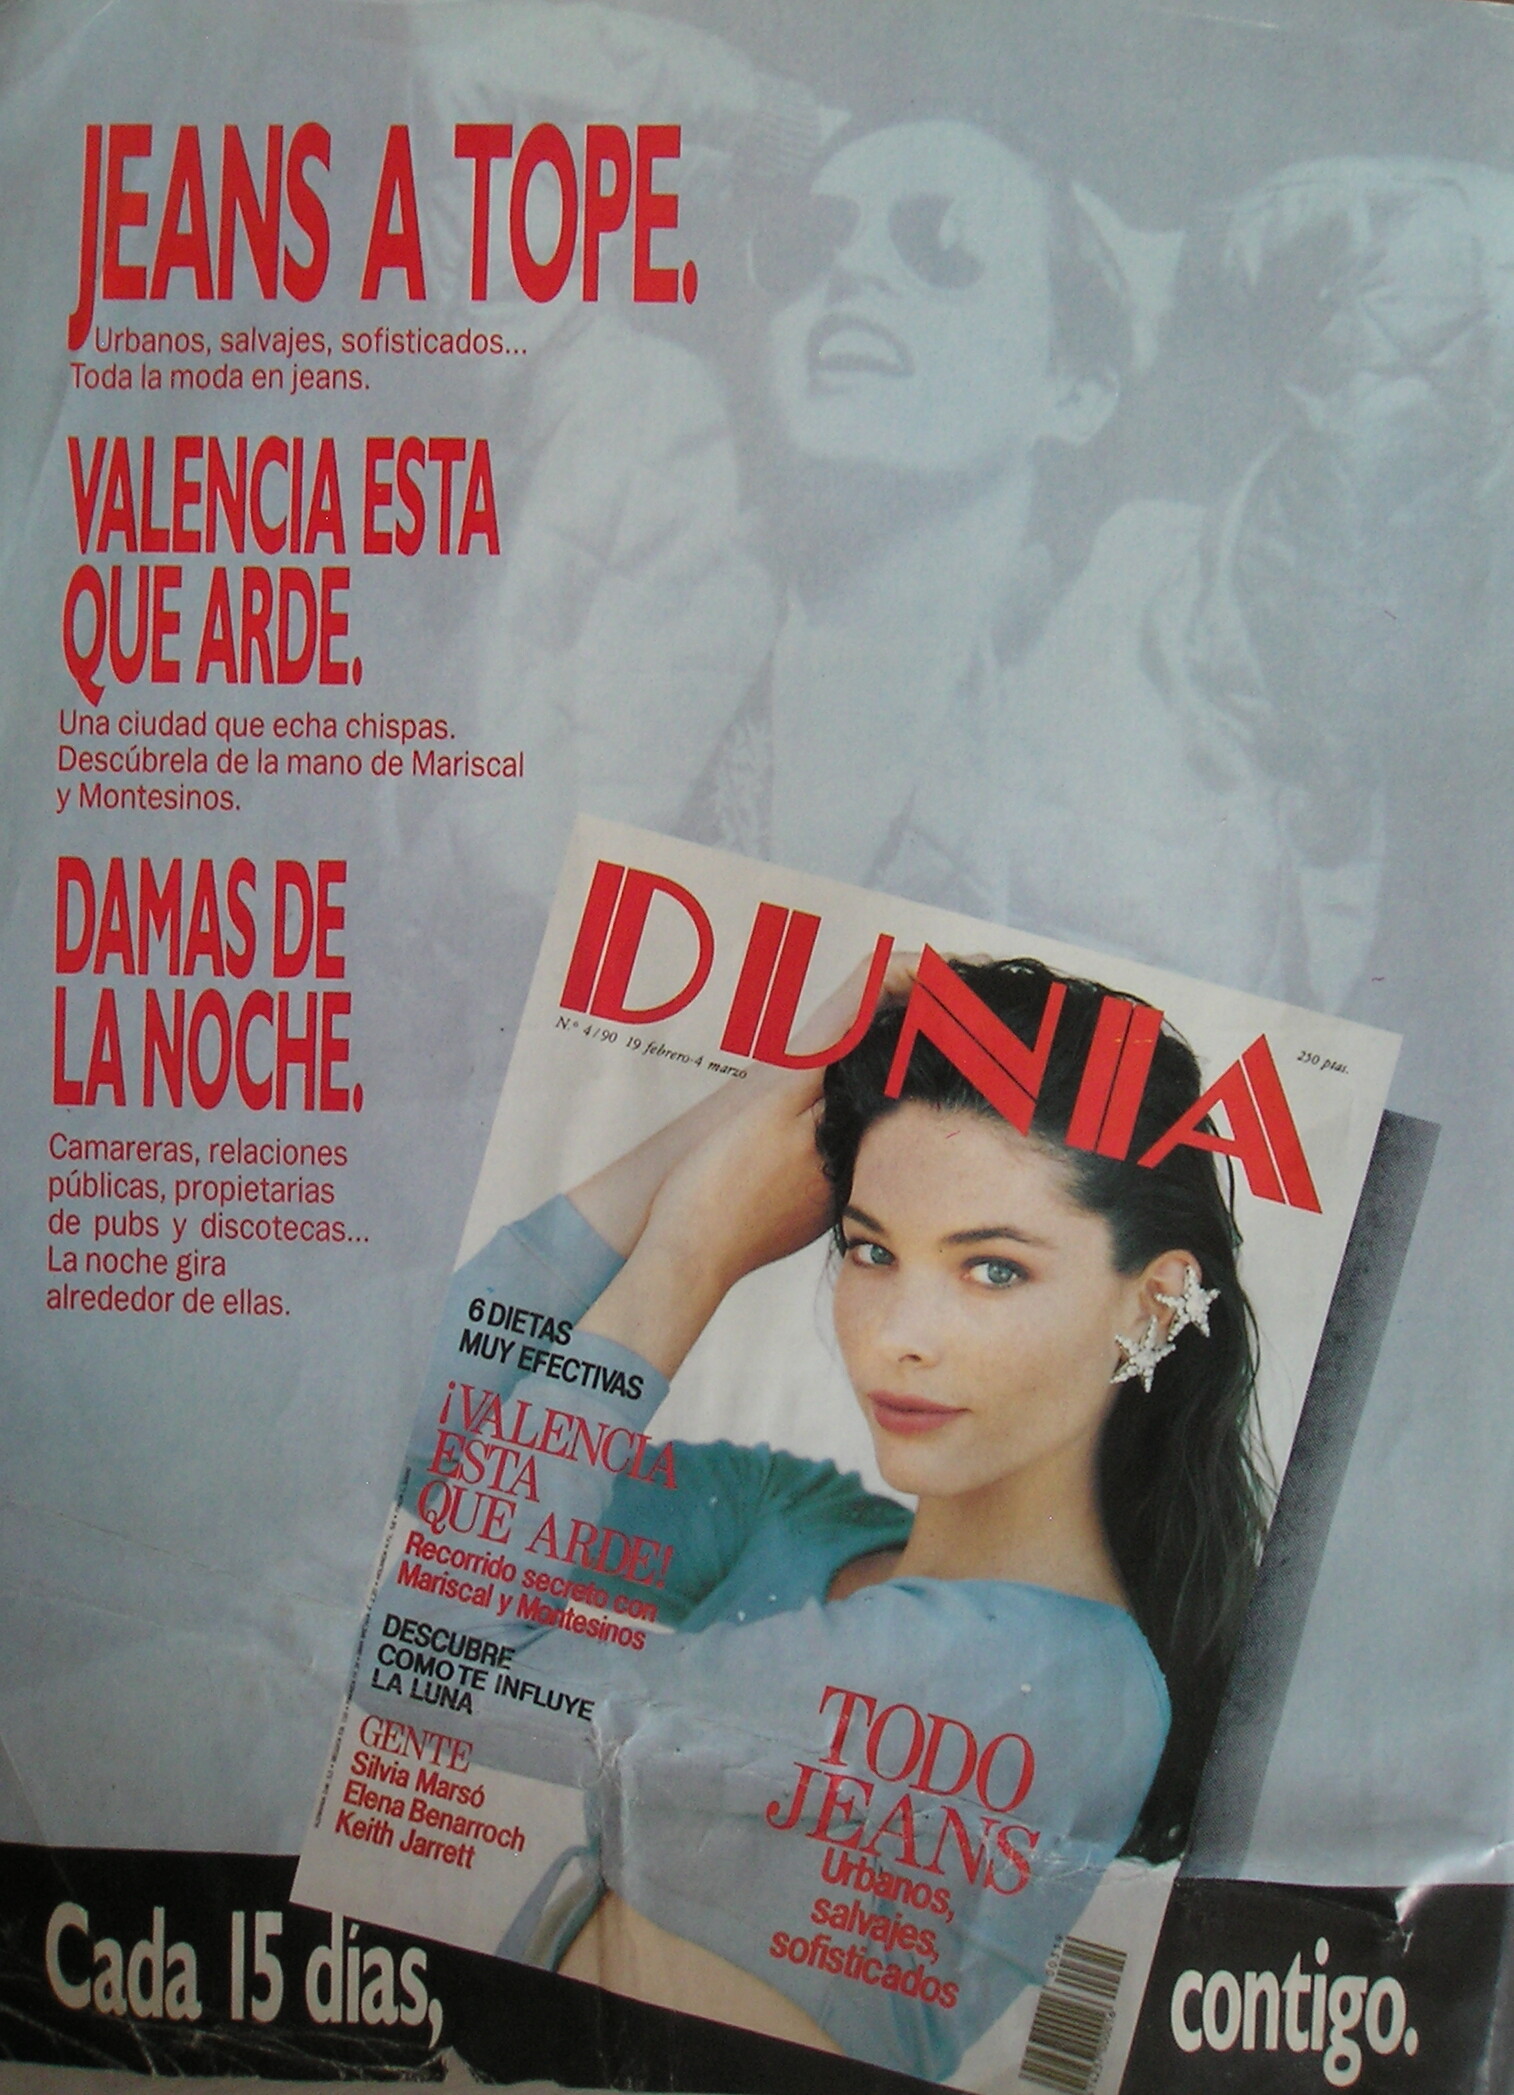 JEANS A TOPE.
Urbanos, salvajes, sofisticados...
Toda la moda en jeans.
VALENCIA ESTA
QUE ARDE.
Una ciudad que echa chispas.
Descúbrela de la mano de Mariscal
y Montesinos.
DAMAS DE
LA NOCHE.
Camareras, relaciones
públicas, propietarias
de pubs y discotecas...
La noche gira
alrededor de ellas.
DUNIA
N.º 4/90 19 febrero-4 marzo
250 ptas.
6 DIETAS
MUY EFECTIVAS
¡VALENCIA
ESTA
QUE ARDE!
Recorrido secreto con
Mariscal y Montesinos
DESCUBRE
COMO TE INFLUYE
LA LUNA
GENTE
Silvia Marsó
Elena Benarroch
Keith Jarrett
TODO
JEANS
Urbanos,
salvajes,
sofisticados
Cada 15 días,
contigo.